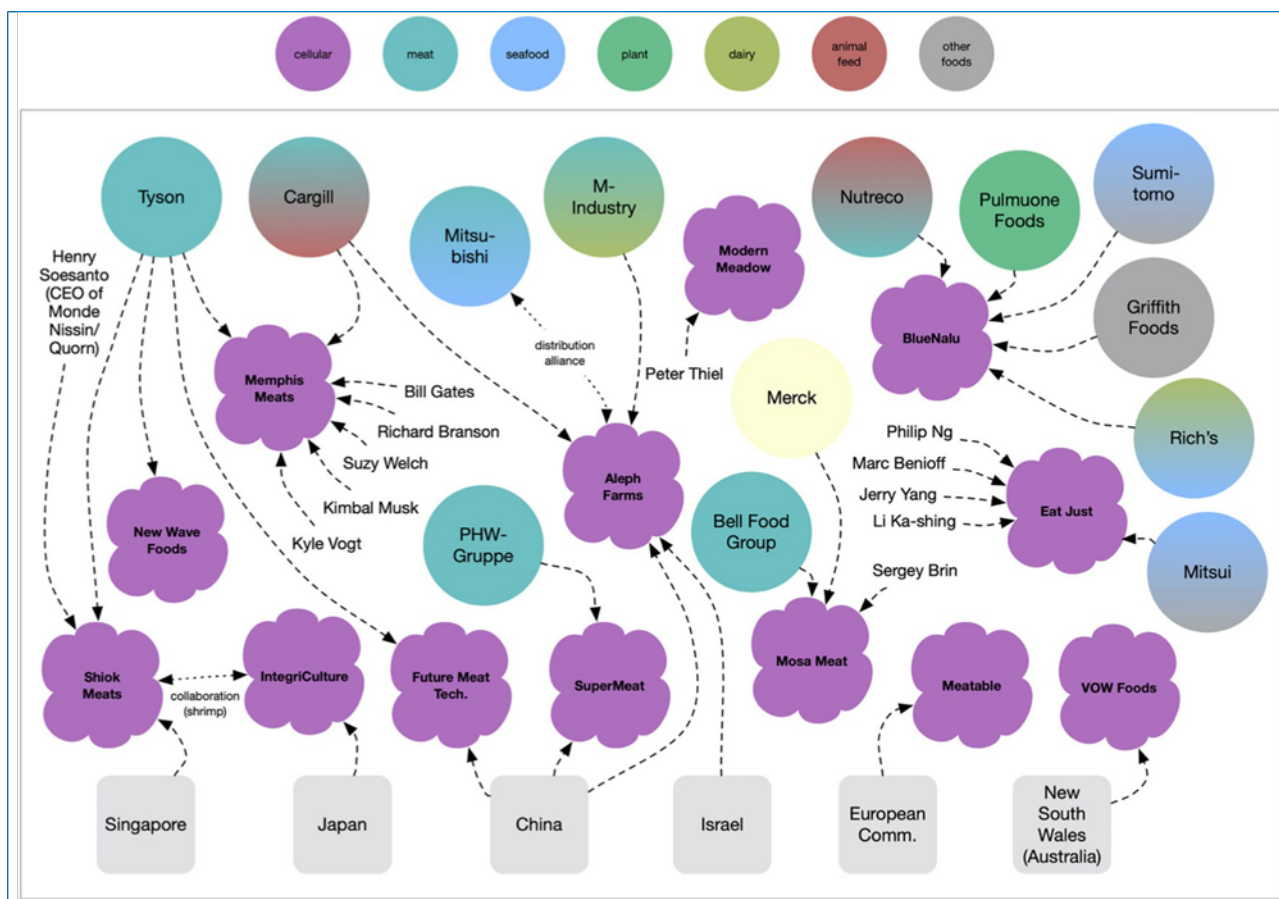 cellular
meat
seafood
plant
dairy
animal
feed
other
foods
Tyson
Cargill
Mitsu-
bishi
M-
Industry
Modern
Meadow
Nutreco
Pulmuone
Foods
Sumi-
tomo
Henry
Soesanto
(CEO of
Monde
Nissin/
Quorn)
Griffith
Foods
BlueNalu
distribution
alliance
Peter Thiel
Memphis
Meats
Bill Gates
Richard Branson
Suzy Welch
Kimbal Musk
Kyle Vogt
Merck
Rich's
Philip Ng
Marc Benioff
Jerry Yang
Li Ka-shing
Eat Just
Aleph
Farms
New Wave
Foods
PHW-
Gruppe
Bell Food
Group
Sergey Brin
Mitsui
Shiok
Meats
collaboration
(shrimp)
IntegriCulture
Future Meat
Tech.
SuperMeat
Mosa Meat
Meatable
VOW Foods
Singapore
Japan
China
Israel
European
Comm.
New
South
Wales
(Australia)